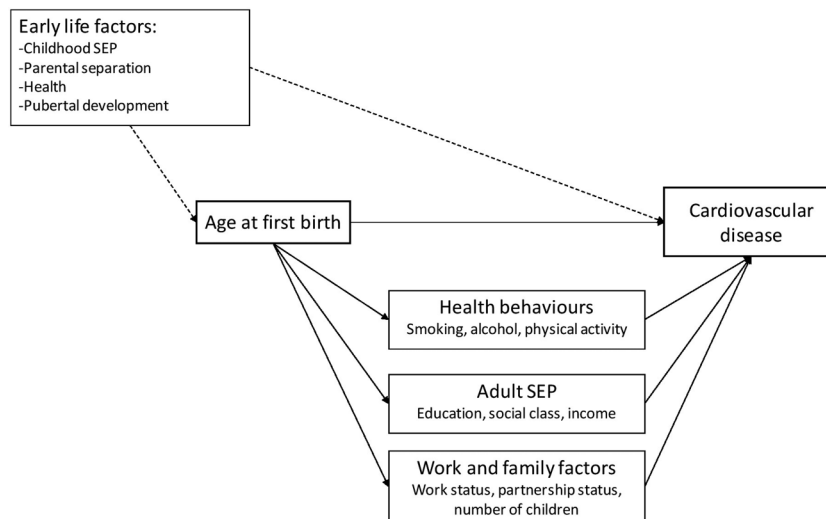 Early life factors:
-Childhood SEP
-Parental separation
-Health
-Pubertal development
Age at first birth
Cardiovascular
disease
Health behaviours
Smoking, alcohol, physical activity
Adult SEP
Education, social class, income
Work and family factors
Work status, partnership status,
number of children